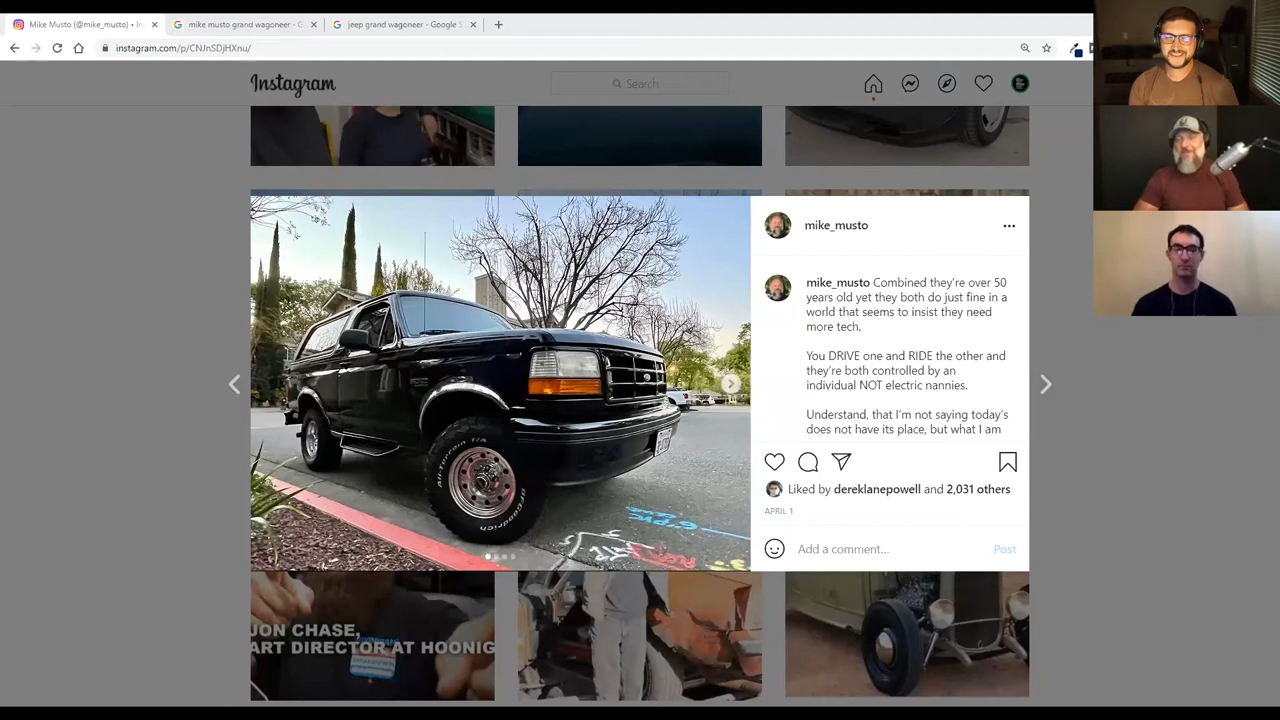 Mike Musto (@mike_musto) • In
mike musto grand wagoneer - G
jeep grand wagoneer - Google S
instagram.com/p/CNJnSDjHXnu/
Instagram
Search
mike_musto
mike_musto Combined they're over 50
years old yet they both do just fine in a
world that seems to insist they need
more tech.
You DRIVE one and RIDE the other and
they're both controlled by an
individual NOT electric nannies.
Understand, that I'm not saying today's
does not have its place, but what I am
Liked by dereklanepowell and 2,031 others
APRIL 1
Add a comment...
Post
All-Terrain T/A
BFGoodrich
JON CHASE,
ART DIRECTOR AT HOONIG